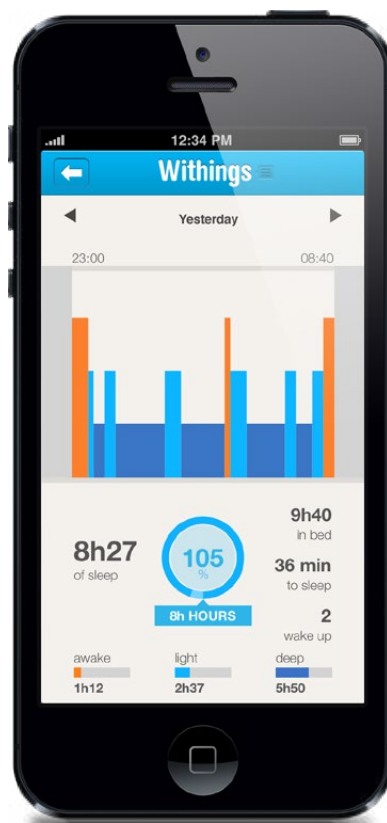 12:34 PM
Withings
Yesterday
23:00 08:40
8h27
of sleep
105
%
8h HOURS
9h40
in bed
36 min
to sleep
2
wake up
awake light deep
1h12 2h37 5h50